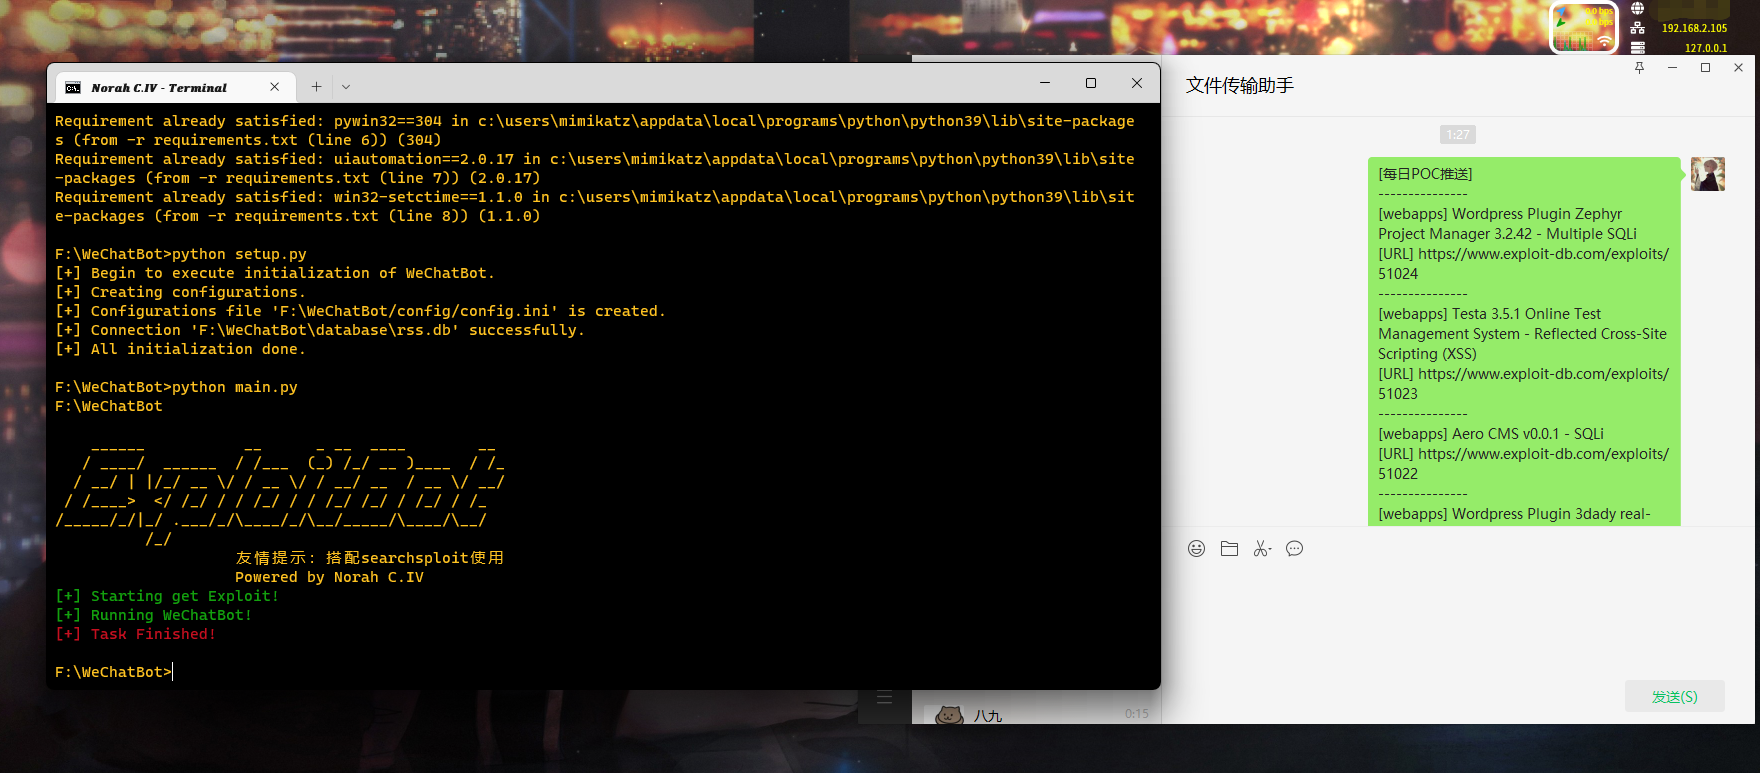 0.0 bps
192.168.2.105
127.0.0.1
Norah C.IV - Terminal
Requirement already satisfied: pywin32==304 in c:\users\mimikatz\appdata\local\programs\python\python39\lib\site-package
s (from -r requirements.txt (line 6)) (304)
Requirement already satisfied: uiautomation==2.0.17 in c:\users\mimikatz\appdata\local\programs\python\python39\lib\site
-packages (from -r requirements.txt (line 7)) (2.0.17)
Requirement already satisfied: win32-setctime==1.1.0 in c:\users\mimikatz\appdata\local\programs\python\python39\lib\sit
e-packages (from -r requirements.txt (line 8)) (1.1.0)
F:\WeChatBot>python setup.py
[+] Begin to execute initialization of WeChatBot.
[+] Creating configurations.
[+] Configurations file 'F:\WeChatBot/config/config.ini' is created.
[+] Connection 'F:\WeChatBot\database\rss.db' successfully.
[+] All initialization done.
F:\WeChatBot>python main.py
F:\WeChatBot
ExploitBot
友情提示：搭配searchsploit使用
Powered by Norah C.IV
[+] Starting get Exploit!
[+] Running WeChatBot!
[+] Task Finished!
F:\WeChatBot>
文件传输助手
1:27
[每日POC推送]
---------------
[webapps] Wordpress Plugin Zephyr
Project Manager 3.2.42 - Multiple SQLi
[URL] https://www.exploit-db.com/exploits/
51024
---------------
[webapps] Testa 3.5.1 Online Test
Management System - Reflected Cross-Site
Scripting (XSS)
[URL] https://www.exploit-db.com/exploits/
51023
---------------
[webapps] Aero CMS v0.0.1 - SQLi
[URL] https://www.exploit-db.com/exploits/
51022
---------------
[webapps] Wordpress Plugin 3dady real-
发送(S)
八九
0:15